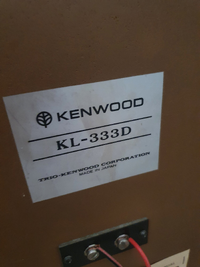 KENWOOD
KL-333D
TRIO-KENWOOD CORPORATION
MADE IN JAPAN